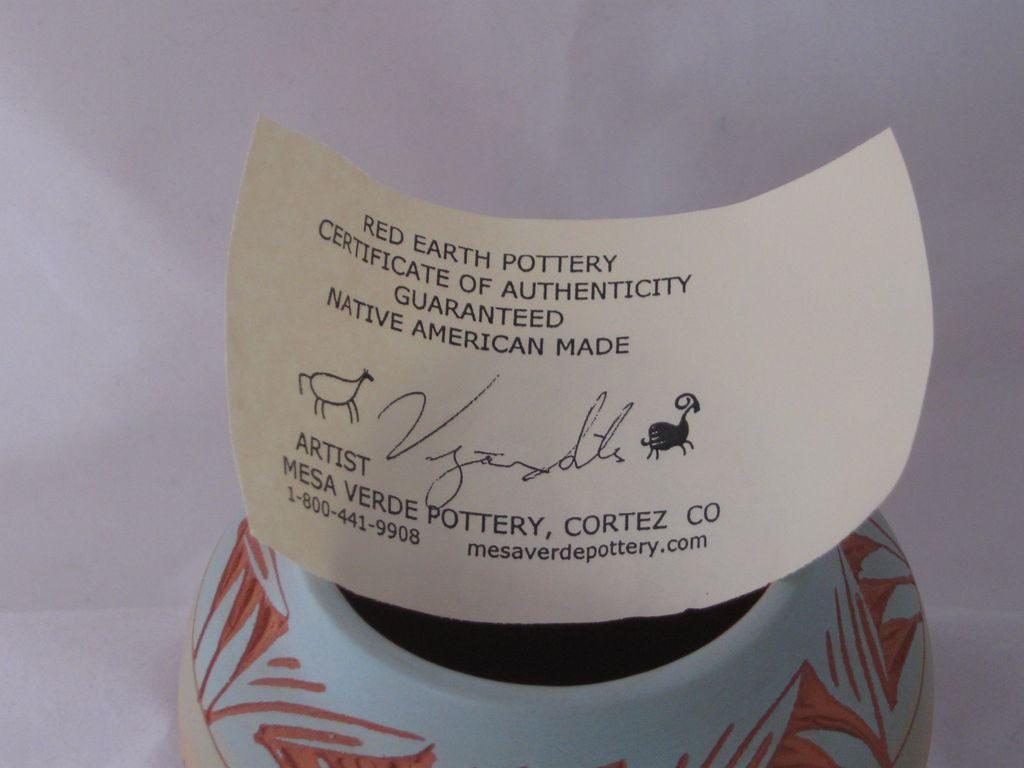 RED EARTH POTTERY
CERTIFICATE OF AUTHENTICITY
GUARANTEED
NATIVE AMERICAN MADE
ARTIST
MESA VERDE POTTERY, CORTEZ CO
1-800-441-9908 mesaverdepottery.com